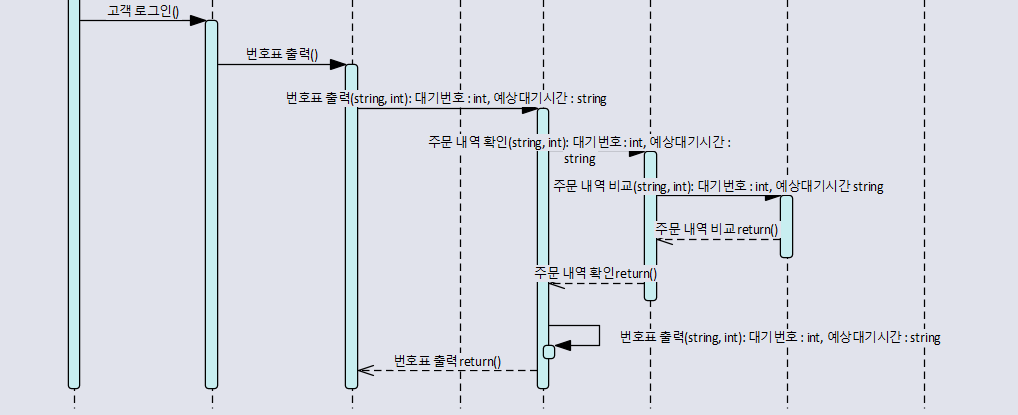 고객 로그인()
번호표 출력()
번호표 출력(string, int): 대기번호 : int, 예상대기시간 : string
주문 내역 확인(string, int): 대기번호 : int, 예상대기시간 :
string
주문 내역 비교(string, int): 대기번호 : int, 예상대기시간 string
주문 내역 비교return()
주문 내역 확인return()
번호표 출력(string, int): 대기번호 : int, 예상대기시간 : string
번호표 출력return()